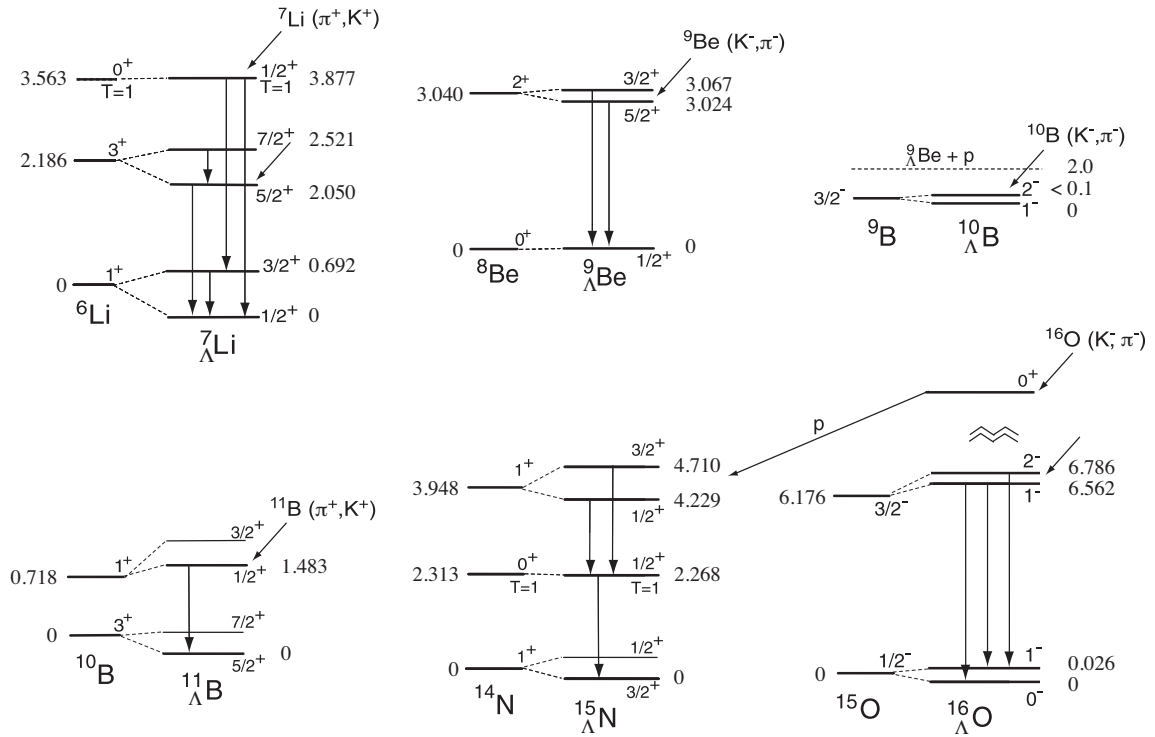 ⁷Li (π⁺,K⁺)
3.563 0⁺ T=1 1/2⁺ T=1 3.877
2.186 3⁺ 7/2⁺ 2.521
5/2⁺ 2.050
0 1⁺ 3/2⁺ 0.692
⁶Li 1/2⁺ 0
⁷ΛLi
⁹Be (K⁻,π⁻)
3.040 2⁺ 3/2⁺ 3.067
5/2⁺ 3.024
0 0⁺ 1/2⁺ 0
⁸Be ⁹ΛBe
¹⁰B (K⁻,π⁻)
⁹ΛBe + p 2.0
3/2⁻ 2⁻ < 0.1
1⁻ 0
⁹B ¹⁰ΛB
¹¹B (π⁺,K⁺)
3/2⁺
0.718 1⁺ 1/2⁺ 1.483
0 3⁺ 7/2⁺
5/2⁺ 0
¹⁰B ¹¹ΛB
3/2⁺ 4.710
3.948 1⁺ 4.229
1/2⁺
2.313 0⁺ T=1 1/2⁺ T=1 2.268
0 1⁺ 1/2⁺
3/2⁺ 0
¹⁴N ¹⁵ΛN
¹⁶O (K⁻, π⁻)
0⁺
p
2⁻ 6.786
6.176 3/2⁻ 1⁻ 6.562
0 1/2⁻ 1⁻ 0.026
0⁻ 0
¹⁵O ¹⁶ΛO